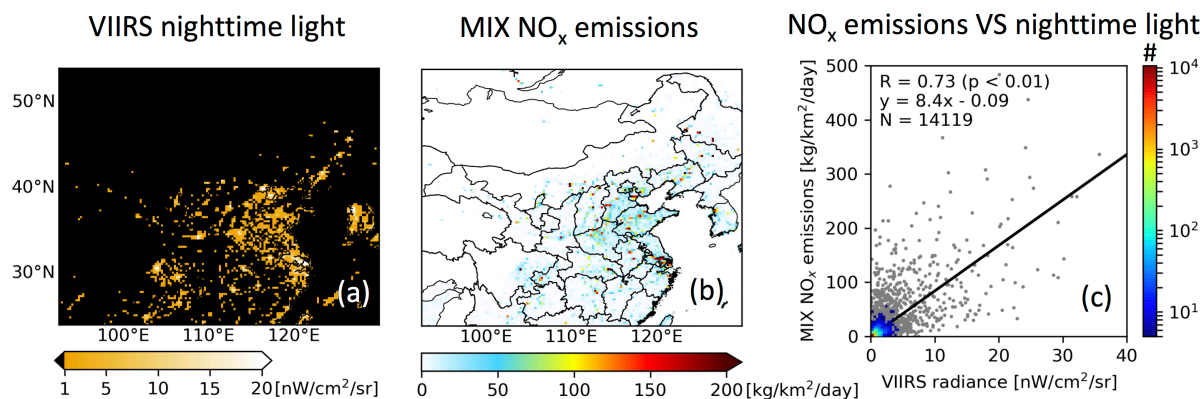 VIIRS nighttime light
MIX NOx emissions
NOx emissions VS nighttime light
50°N
40°N
30°N
100°E 110°E 120°E
(a)
1 5 10 15 20 [nW/cm²/sr]
100°E 110°E 120°E
(b)
0 50 100 150 200 [kg/km²/day]
#
500
400
300
200
100
0
MIX NOx emissions [kg/km²/day]
R = 0.73 (p < 0.01)
y = 8.4x - 0.09
N = 14119
(c)
0 10 20 30 40
VIIRS radiance [nW/cm²/sr]
10⁴
10³
10²
10¹